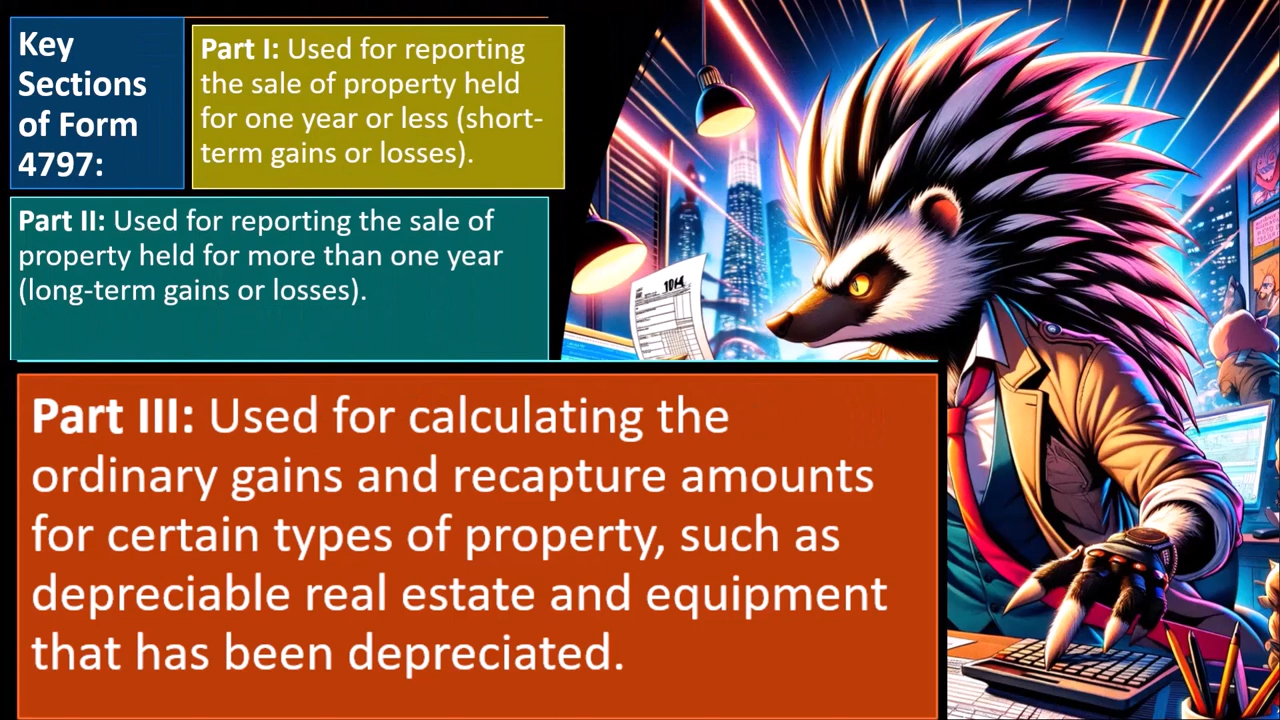 Key
Sections
of Form
4797:
Part I: Used for reporting
the sale of property held
for one year or less (short-
term gains or losses).
Part II: Used for reporting the sale of
property held for more than one year
(long-term gains or losses).
Part III: Used for calculating the
ordinary gains and recapture amounts
for certain types of property, such as
depreciable real estate and equipment
that has been depreciated.